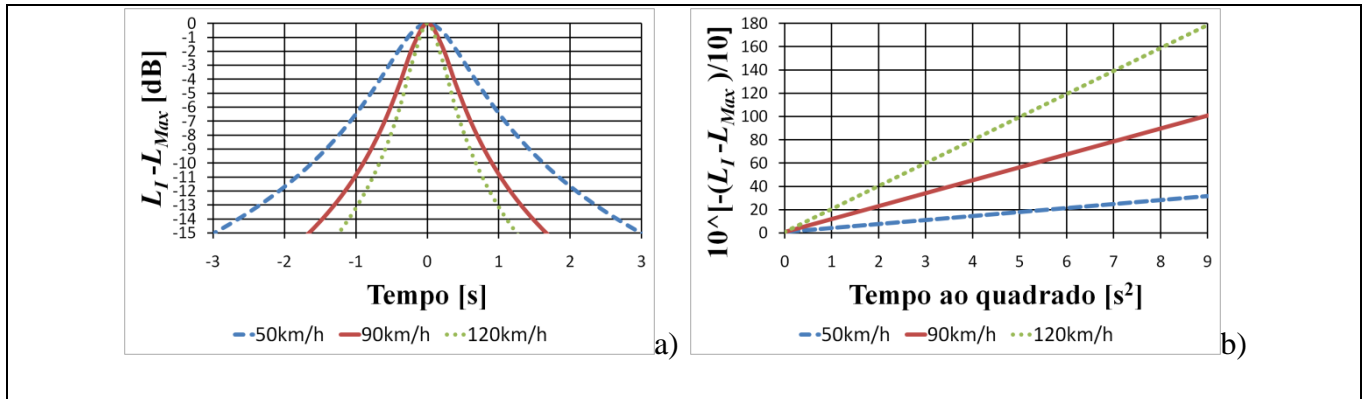 L_I -L_Max [dB]
0
-1
-2
-3
-4
-5
-6
-7
-8
-9
-10
-11
-12
-13
-14
-15
-3 -2 -1 0 1 2 3
Tempo [s]
50km/h 90km/h 120km/h
a)
10^[-(L_I -L_Max )/10]
180
160
140
120
100
80
60
40
20
0
0 1 2 3 4 5 6 7 8 9
Tempo ao quadrado [s²]
50km/h 90km/h 120km/h
b)